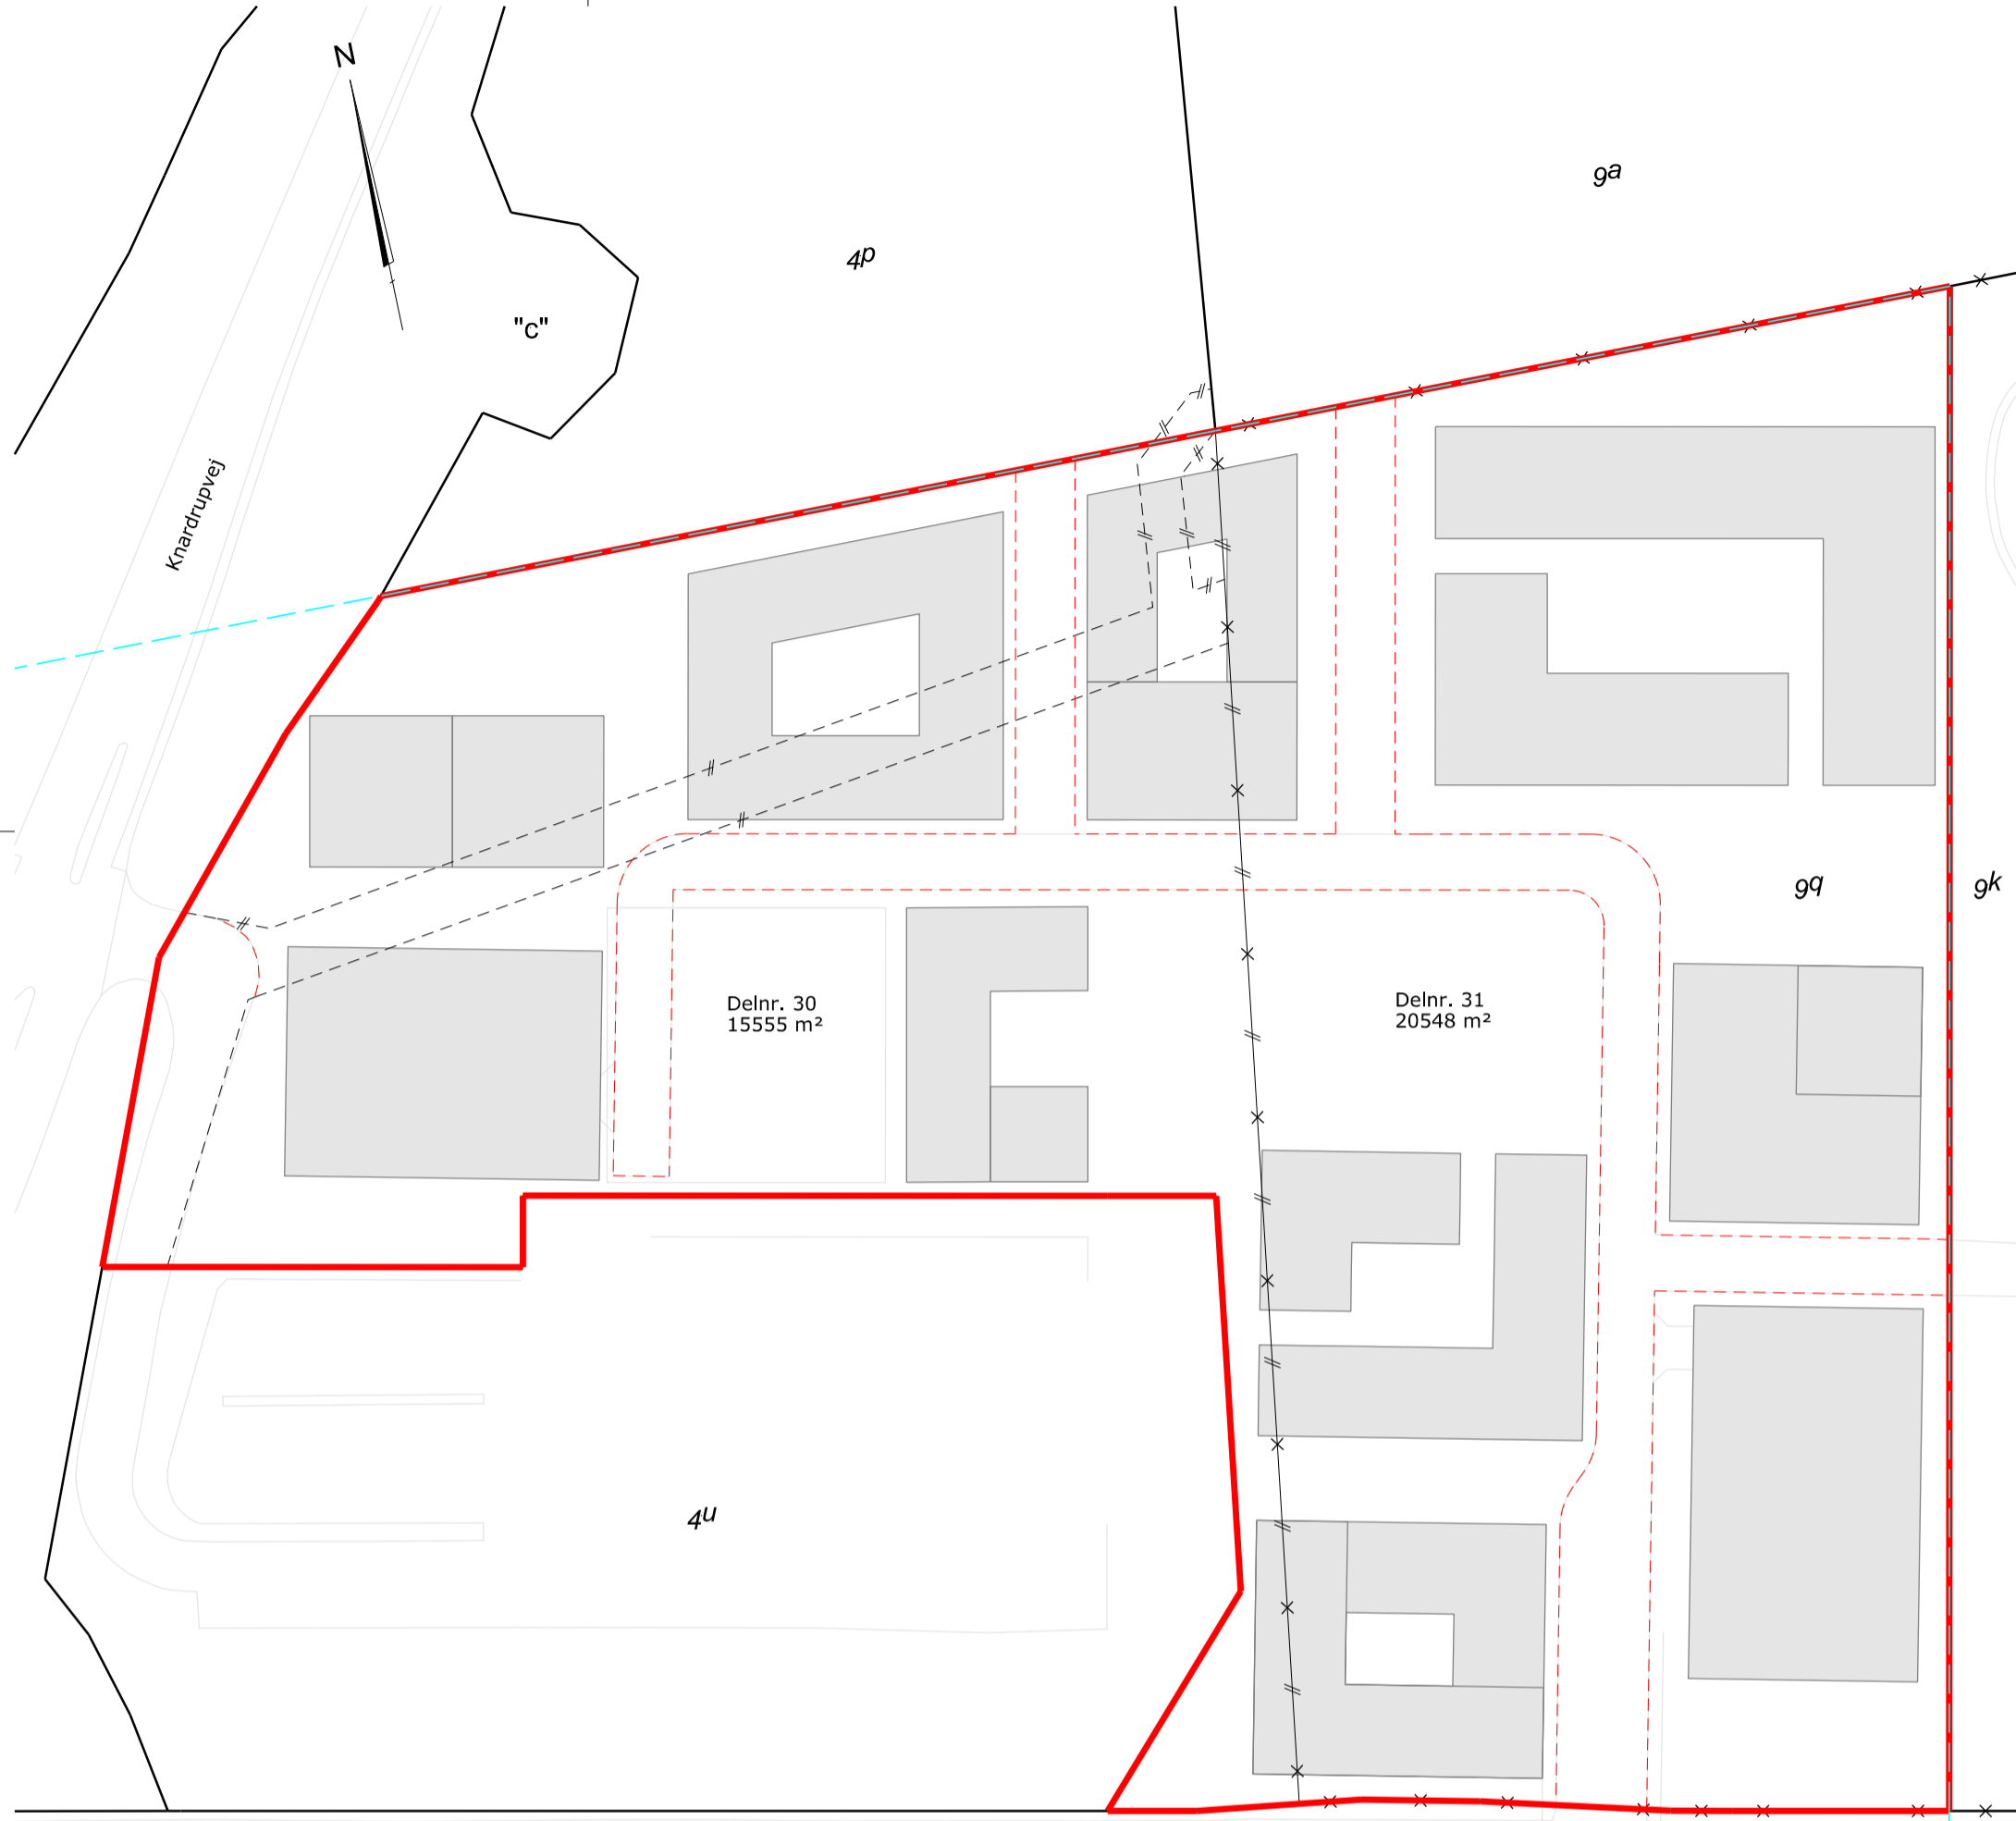 N
9a
4p
"c"
Knardrupvej
9q
9k
Delnr. 30
15555 m²
Delnr. 31
20548 m²
4u